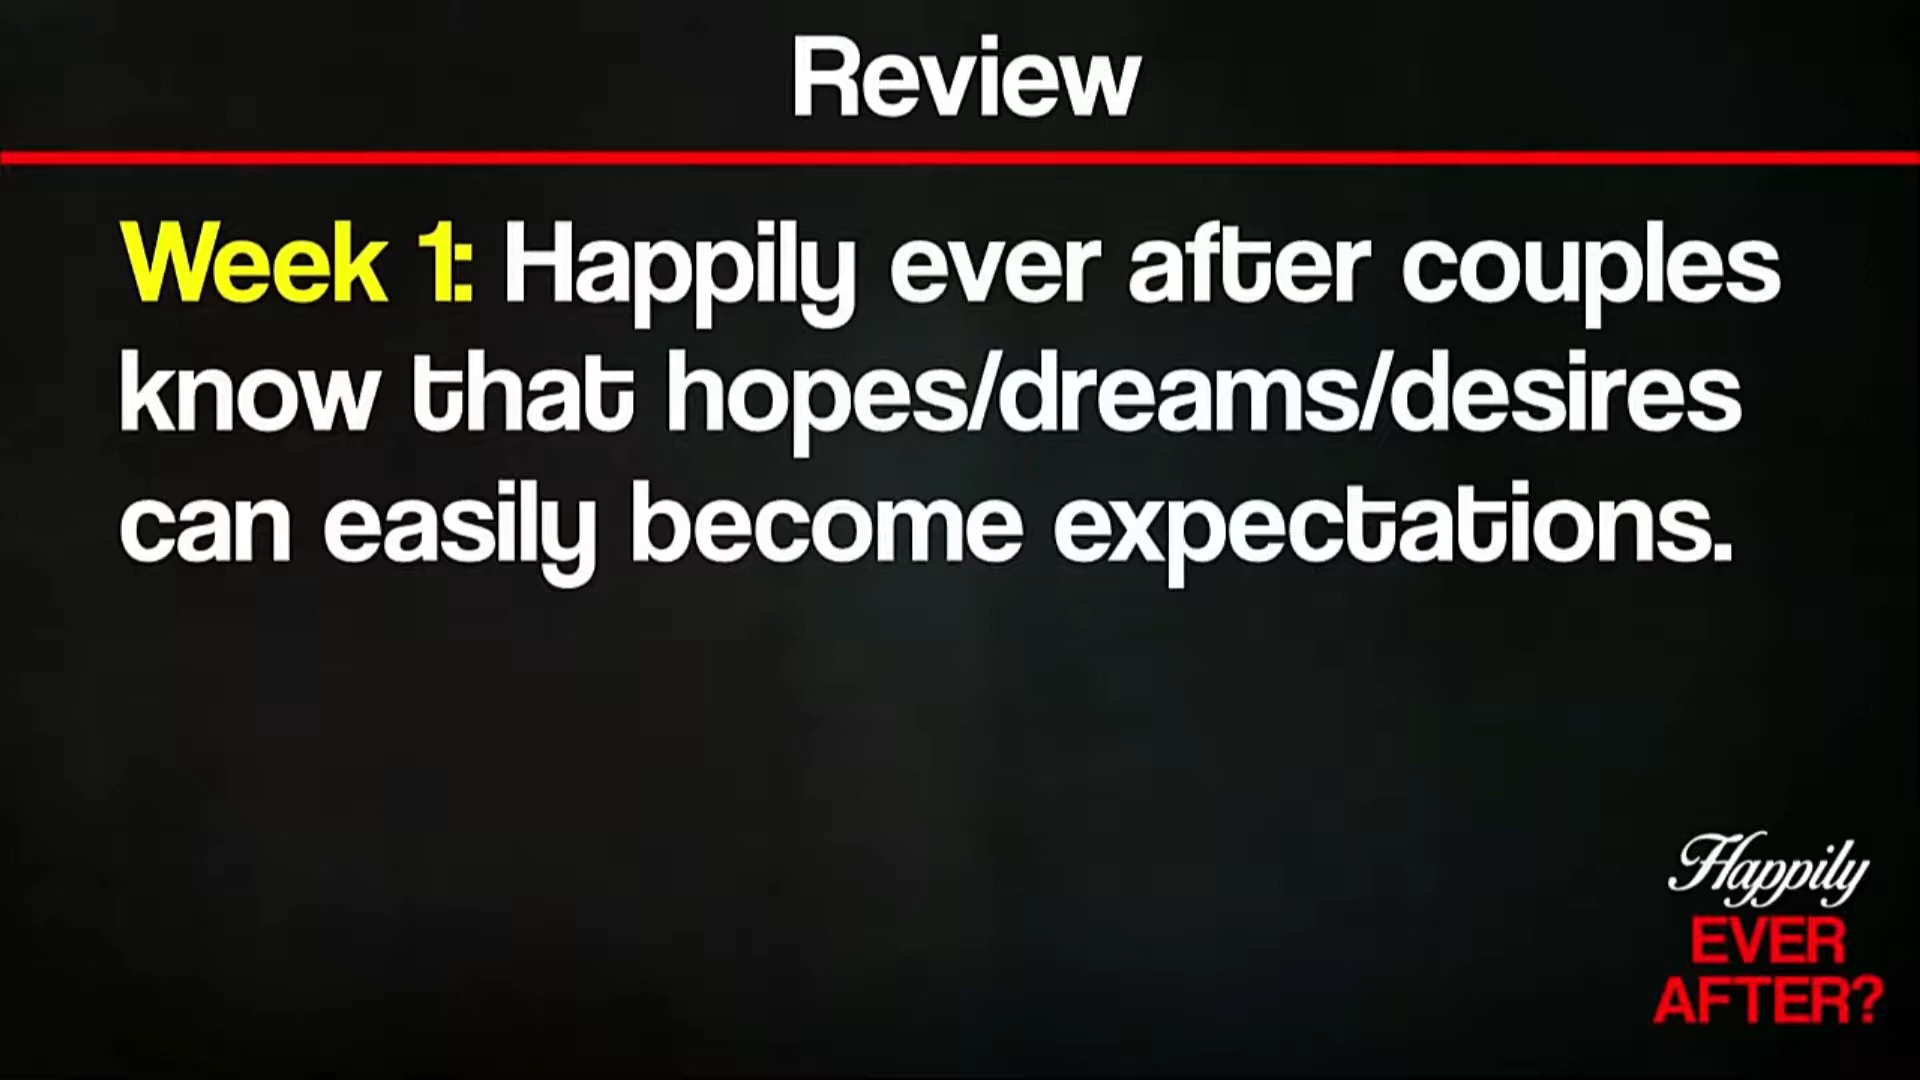 Review
Week 1: Happily ever after couples
know that hopes/dreams/desires
can easily become expectations.
Happily
EVER
AFTER?